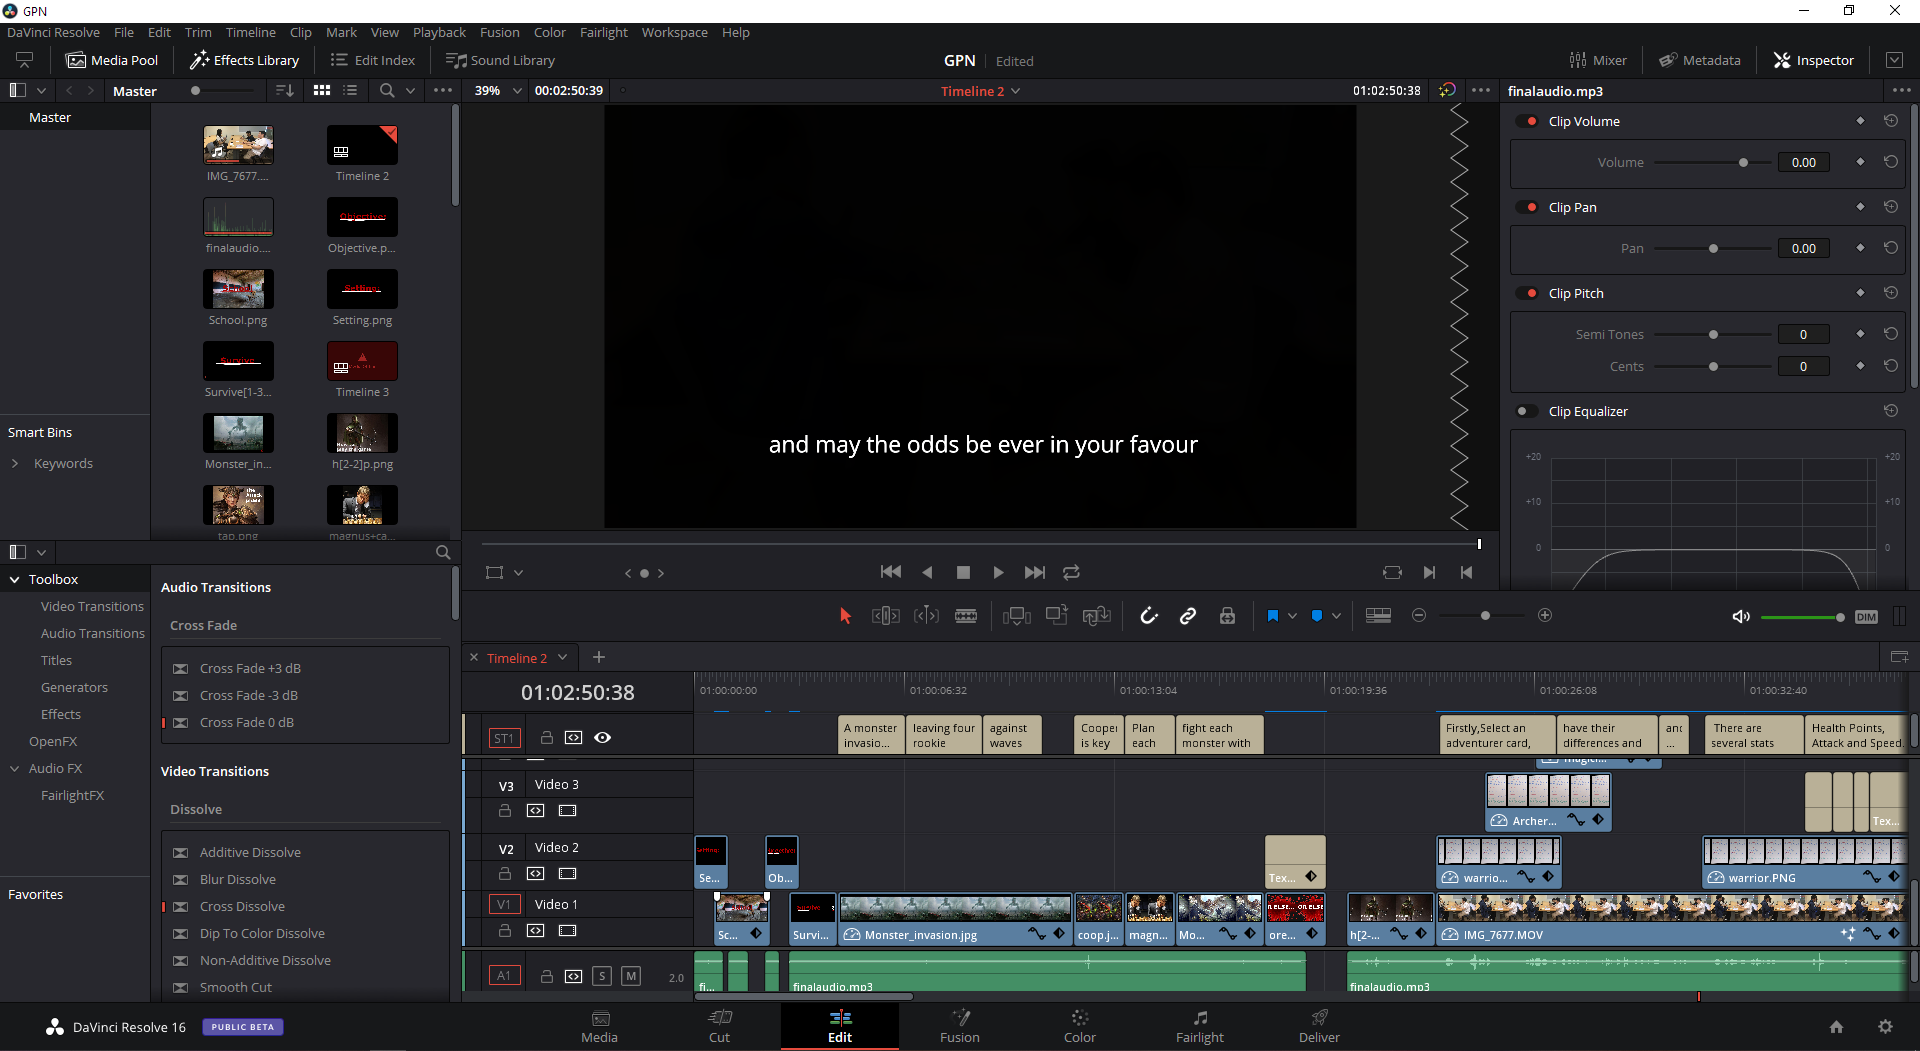 GPN
DaVinci Resolve File Edit Trim Timeline Clip Mark View Playback Fusion Color Fairlight Workspace Help
Media Pool Effects Library Edit Index Sound Library GPN Edited Mixer Metadata Inspector
Master 39% 00:02:50:39 Timeline 2 01:02:50:38 finalaudio.mp3
Master
IMG_7677.... Timeline 2
finalaudio.... Objective.p...
School.png Setting.png
Survive[1-3... Timeline 3
Monster_in... h[2-2]p.png
tap.png magnus+ca...
Smart Bins
Keywords
and may the odds be ever in your favour
Clip Volume
Volume 0.00
Clip Pan
Pan 0.00
Clip Pitch
Semi Tones 0
Cents 0
Clip Equalizer
+20 +20
+10 +10
0 0
Toolbox
Video Transitions
Audio Transitions
Titles
Generators
Effects
OpenFX
Audio FX
FairlightFX
Favorites
Audio Transitions
Cross Fade
Cross Fade +3 dB
Cross Fade -3 dB
Cross Fade 0 dB
Video Transitions
Dissolve
Additive Dissolve
Blur Dissolve
Cross Dissolve
Dip To Color Dissolve
Non-Additive Dissolve
Smooth Cut
DIM
Timeline 2
01:02:50:38 01:00:00:00 01:00:06:32 01:00:13:04 01:00:19:36 01:00:26:08 01:00:32:40
ST1
A monster
invasio...
leaving four
rookie
against
waves
Cooper
is key
Plan
each
fight each
monster with
Firstly,Select an
adventurer card,
have their
differences and
and
...
There are
several stats
Health Points,
Attack and Speed.
V3 Video 3
Archer... Tex...
V2 Video 2
Se... Ob... Tex... warrio... warrior.PNG
V1 Video 1
Sc... Survi... Monster_invasion.jpg coop.j... magn... Mo... ore... h[2-... IMG_7677.MOV
A1 S M 2.0
fi... finalaudio.mp3 finalaudio.mp3
DaVinci Resolve 16 PUBLIC BETA
Media Cut Edit Fusion Color Fairlight Deliver